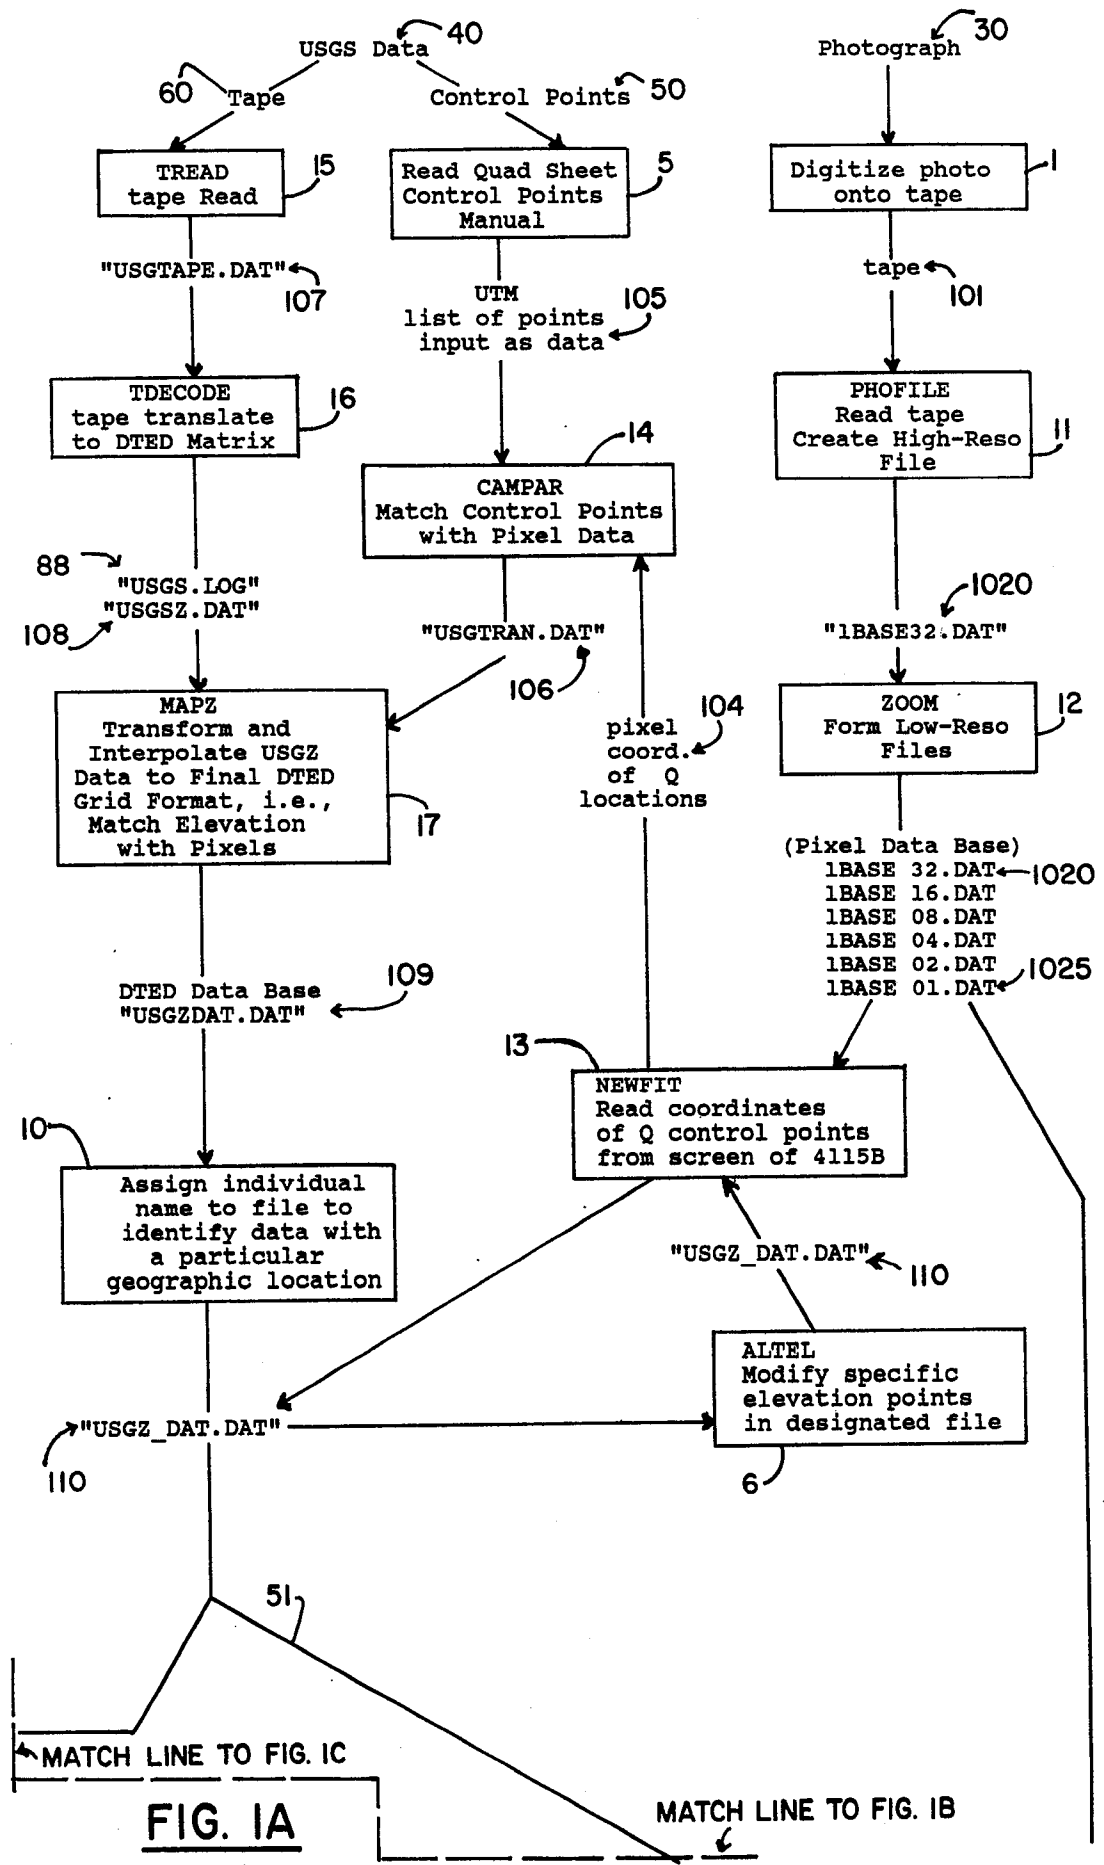 40
USGS Data
30
Photograph
60
Tape
Control Points
50
TREAD
tape Read
15
Read Quad Sheet
Control Points
Manual
5
Digitize photo
onto tape
1
"USGTAPE.DAT"
107
UTM
list of points
input as data
105
tape
101
TDECODE
tape translate
to DTED Matrix
16
PHOFILE
Read tape
Create High-Reso
File
11
14
CAMPAR
Match Control Points
with Pixel Data
88
"USGS.LOG"
"USGSZ.DAT"
108
"USGTRAN.DAT"
106
1020
"1BASE32.DAT"
MAPZ
Transform and
Interpolate USGZ
Data to Final DTED
Grid Format, i.e.,
Match Elevation
with Pixels
17
pixel
coord.
of Q
locations
104
ZOOM
Form Low-Reso
Files
12
(Pixel Data Base)
1BASE 32.DAT
1020
1BASE 16.DAT
1BASE 08.DAT
1BASE 04.DAT
1BASE 02.DAT
1BASE 01.DAT
1025
DTED Data Base
"USGZDAT.DAT"
109
13
NEWFIT
Read coordinates
of Q control points
from screen of 4115B
10
Assign individual
name to file to
identify data with
a particular
geographic location
"USGZ_DAT.DAT"
110
ALTEL
Modify specific
elevation points
in designated file
6
"USGZ_DAT.DAT"
110
51
MATCH LINE TO FIG. 1C
FIG. 1A
MATCH LINE TO FIG. 1B